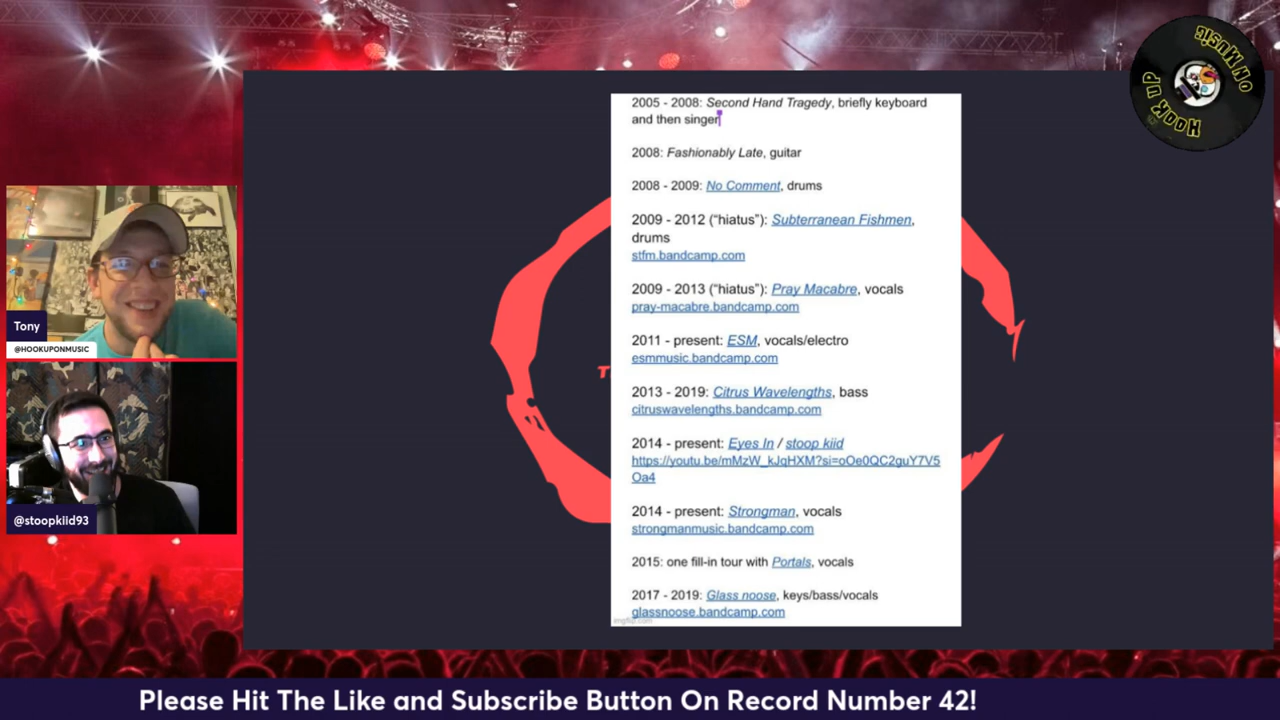 HOOK UP
ON MUSIC
2005 - 2008: Second Hand Tragedy, briefly keyboard
and then singer
2008: Fashionably Late, guitar
2008 - 2009: No Comment, drums
2009 - 2012 (“hiatus”): Subterranean Fishmen,
drums
stfm.bandcamp.com
2009 - 2013 (“hiatus”): Pray Macabre, vocals
pray-macabre.bandcamp.com
2011 - present: ESM, vocals/electro
esmmusic.bandcamp.com
2013 - 2019: Citrus Wavelengths, bass
citruswavelengths.bandcamp.com
2014 - present: Eyes In / stoop kiid
https://youtu.be/mMzW_kJqHXM?si=oOe0QC2guY7V5
Oa4
2014 - present: Strongman, vocals
strongmanmusic.bandcamp.com
2015: one fill-in tour with Portals, vocals
2017 - 2019: Glass noose, keys/bass/vocals
glassnoose.bandcamp.com
Tony
@HOOKUPONMUSIC
@stoopkiid93
Please Hit The Like and Subscribe Button On Record Number 42!